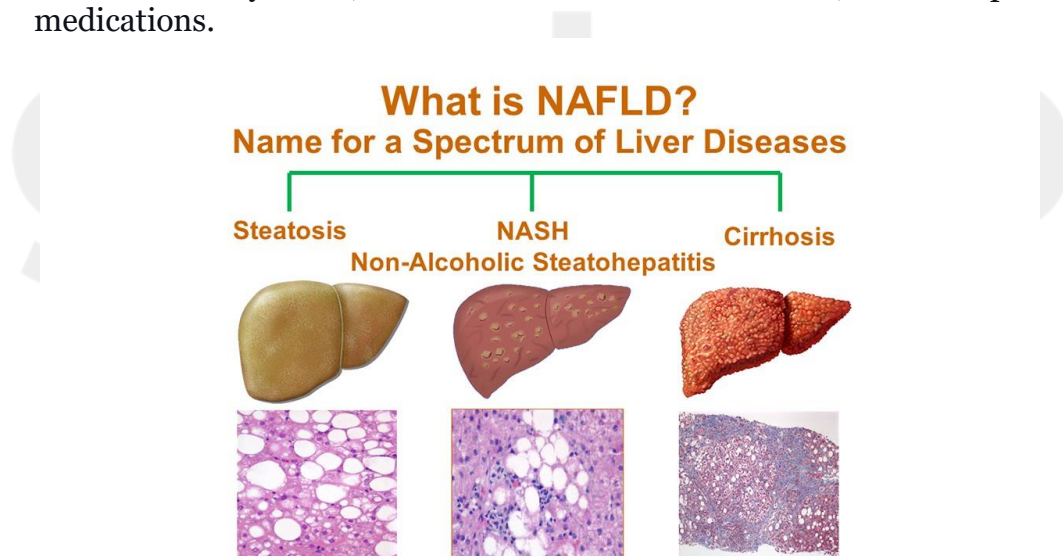 medications.
What is NAFLD?
Name for a Spectrum of Liver Diseases
Steatosis
NASH
Non-Alcoholic Steatohepatitis
Cirrhosis